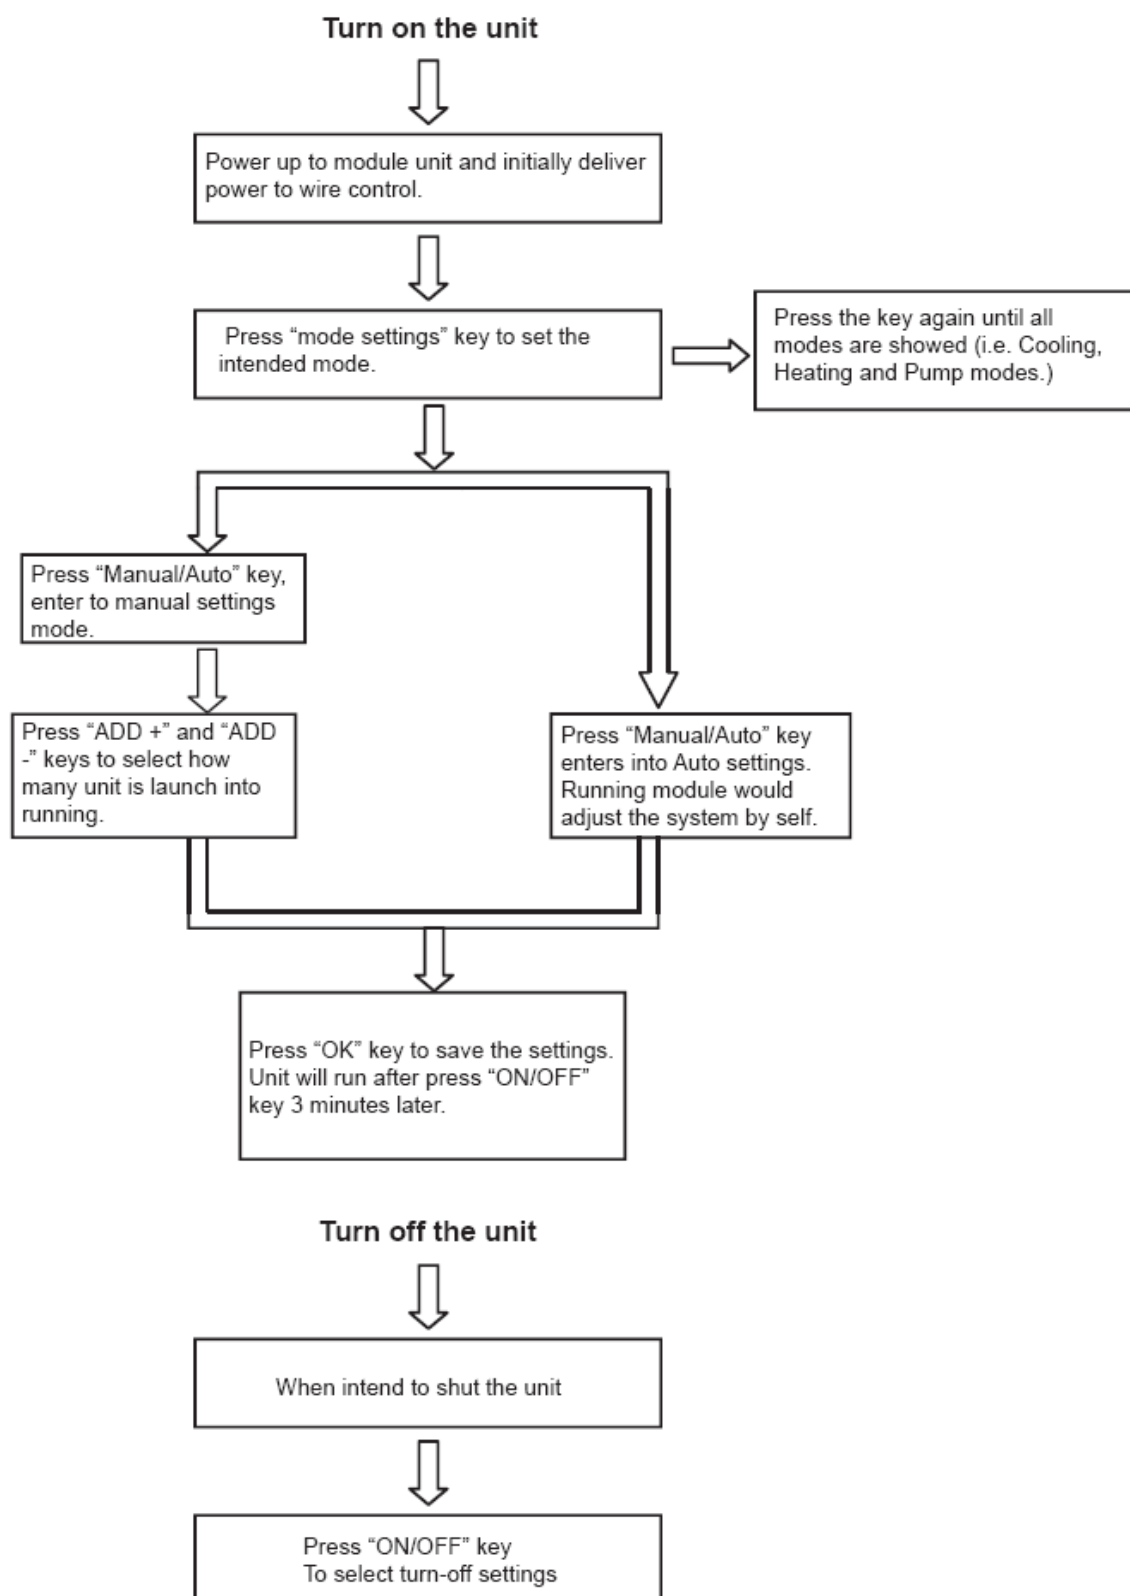 Turn on the unit
Power up to module unit and initially deliver
power to wire control.
Press “mode settings” key to set the
intended mode.
Press the key again until all
modes are showed (i.e. Cooling,
Heating and Pump modes.)
Press “Manual/Auto” key,
enter to manual settings
mode.
Press “ADD +” and “ADD
-” keys to select how
many unit is launch into
running.
Press “Manual/Auto” key
enters into Auto settings.
Running module would
adjust the system by self.
Press “OK” key to save the settings.
Unit will run after press “ON/OFF”
key 3 minutes later.
Turn off the unit
When intend to shut the unit
Press “ON/OFF” key
To select turn-off settings